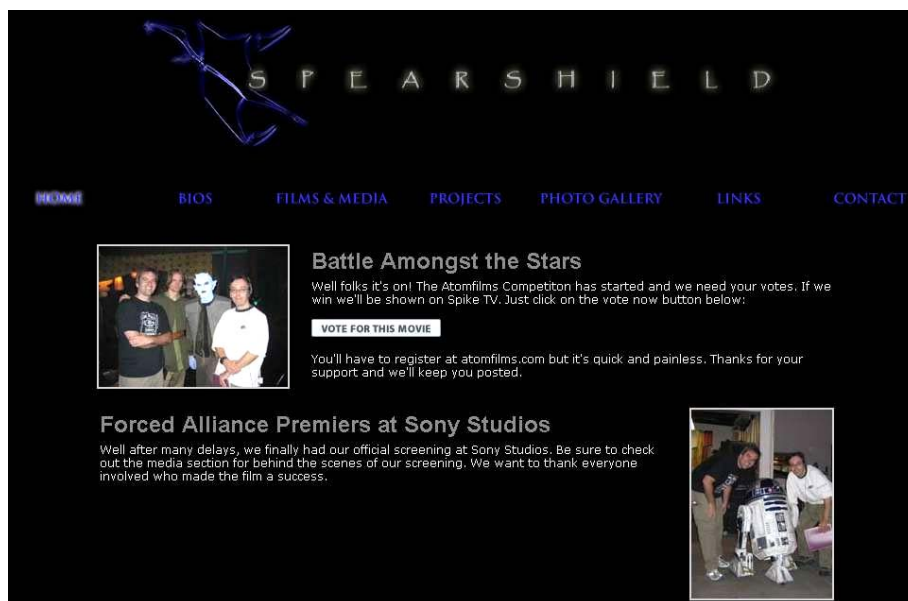 SPEARSHIELD
HOME BIOS FILMS & MEDIA PROJECTS PHOTO GALLERY LINKS CONTACT
Battle Amongst the Stars
Well folks it's on! The Atomfilms Competiton has started and we need your votes. If we
win we'll be shown on Spike TV. Just click on the vote now button below:
VOTE FOR THIS MOVIE
You'll have to register at atomfilms.com but it's quick and painless. Thanks for your
support and we'll keep you posted.
Forced Alliance Premiers at Sony Studios
Well after many delays, we finally had our official screening at Sony Studios. Be sure to check
out the media section for behind the scenes of our screening. We want to thank everyone
involved who made the film a success.